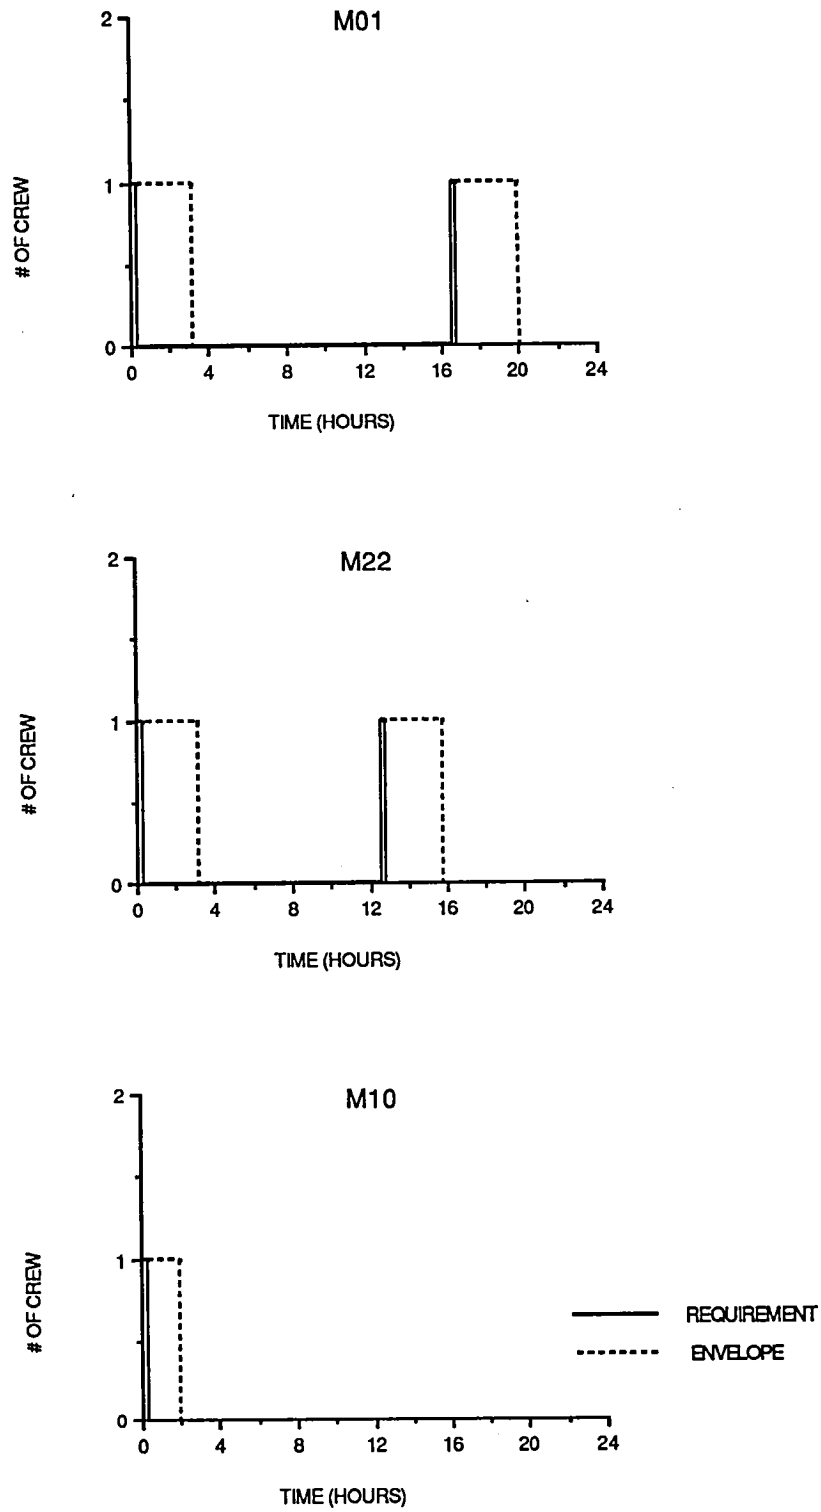 M01
2
1
0
# OF CREW
0 4 8 12 16 20 24
TIME (HOURS)
M22
2
1
0
# OF CREW
0 4 8 12 16 20 24
TIME (HOURS)
M10
2
1
0
# OF CREW
0 4 8 12 16 20 24
TIME (HOURS)
REQUIREMENT
ENVELOPE